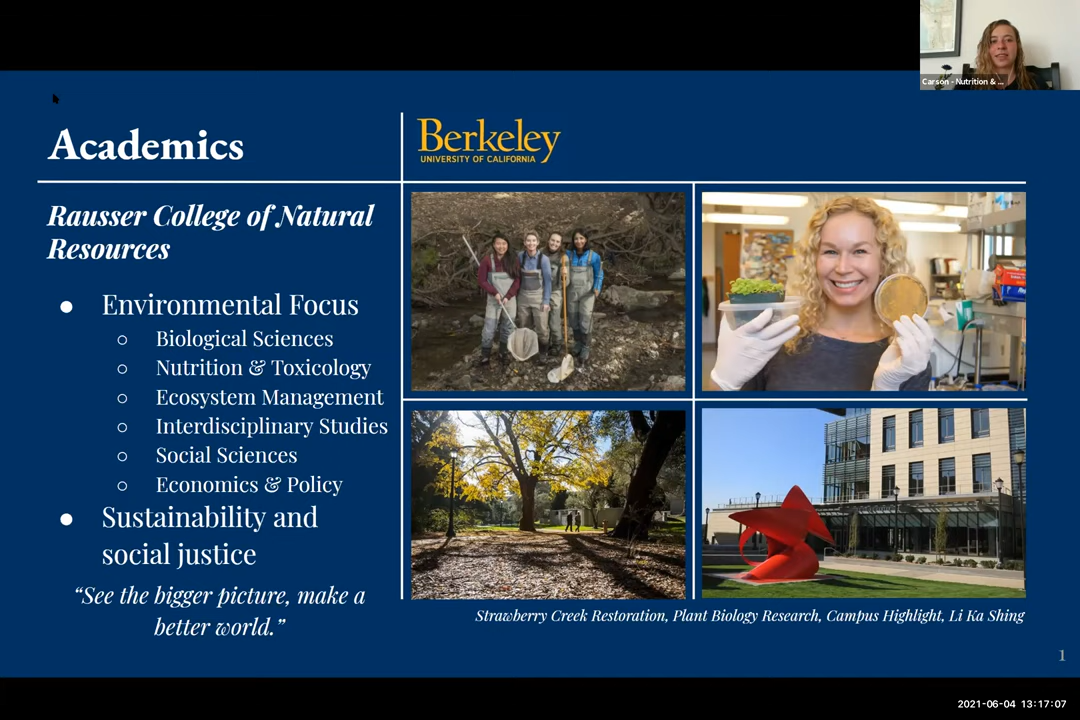 Carson - Nutrition & ...
Academics
Berkeley
UNIVERSITY OF CALIFORNIA
Rausser College of Natural
Resources
● Environmental Focus
○ Biological Sciences
○ Nutrition & Toxicology
○ Ecosystem Management
○ Interdisciplinary Studies
○ Social Sciences
○ Economics & Policy
● Sustainability and
social justice
“See the bigger picture, make a
better world.”
Strawberry Creek Restoration, Plant Biology Research, Campus Highlight, Li Ka Shing
1
2021-06-04 13:17:07